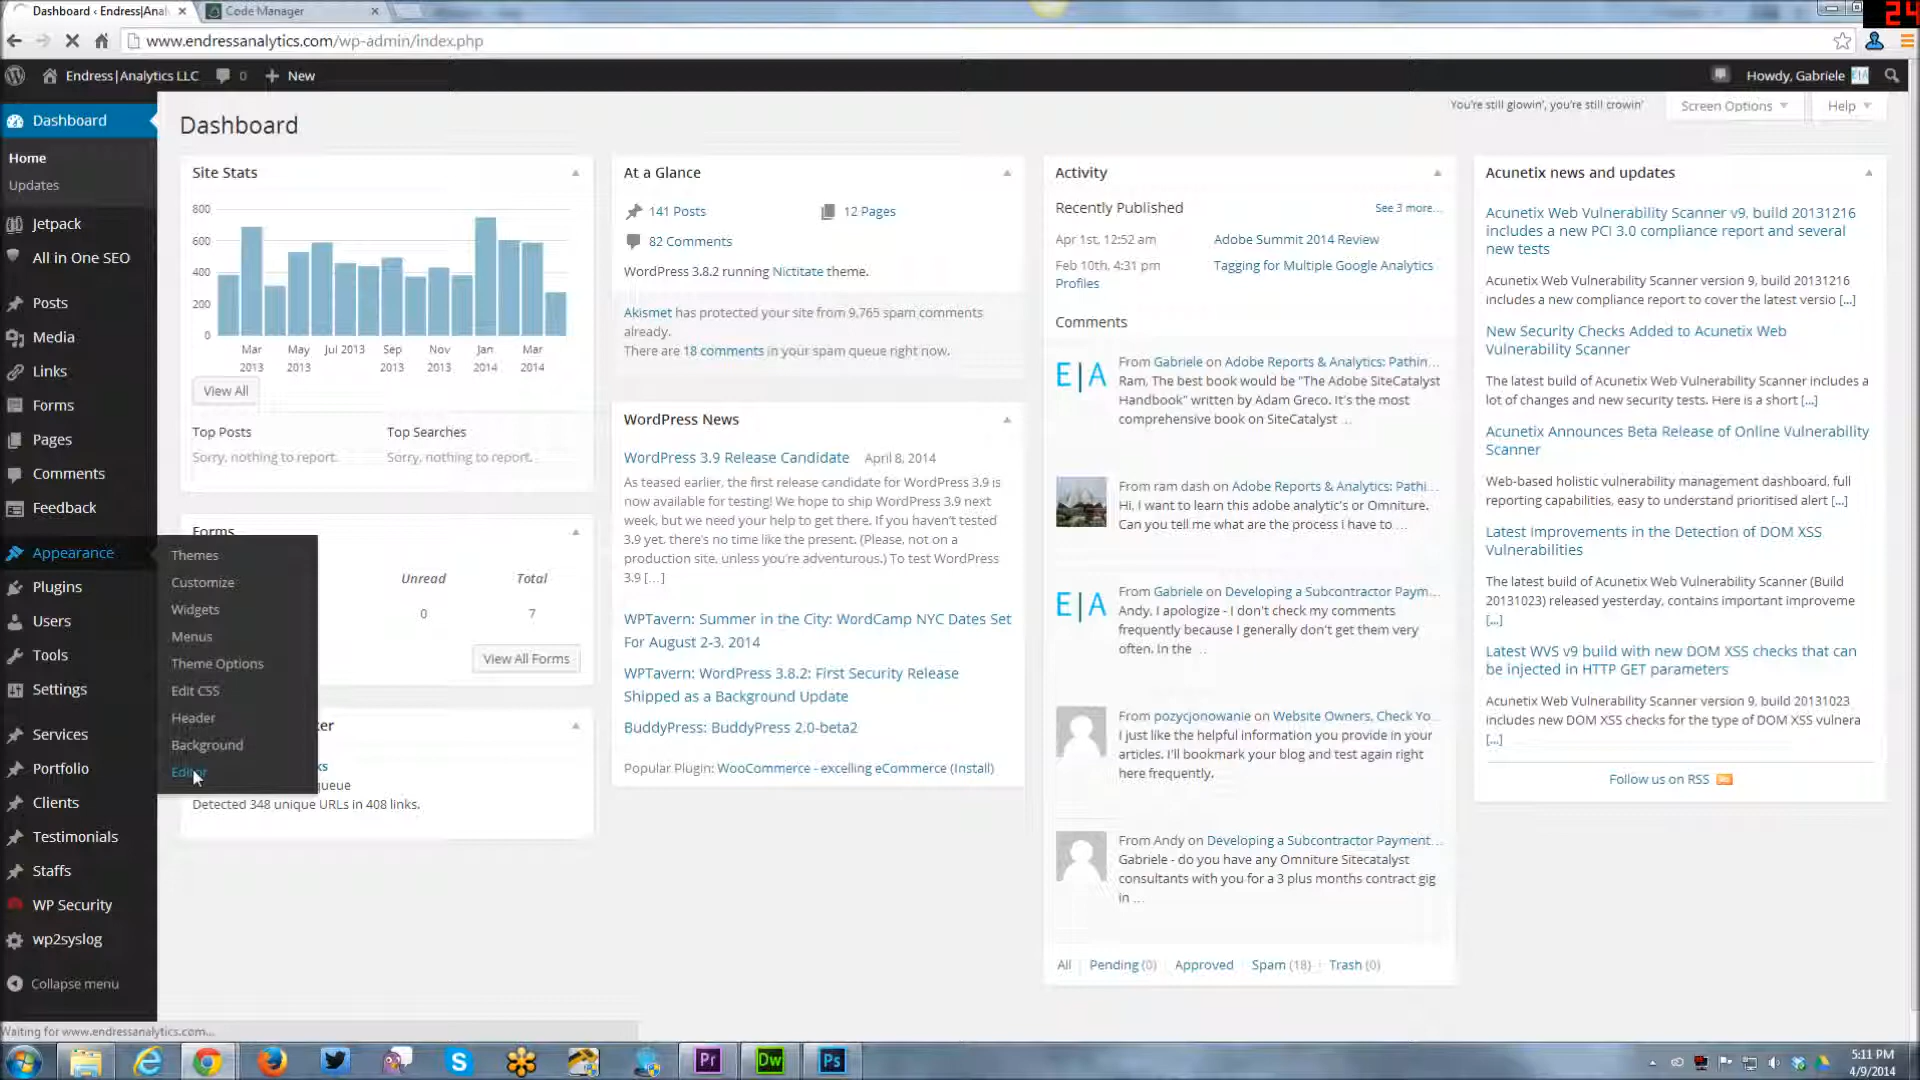 Dashboard ‹ Endress|Anal
Code Manager
24
www.endressanalytics.com/wp-admin/index.php
Endress|Analytics LLC
0
New
Howdy, Gabriele
Dashboard
Home
Updates
Jetpack
All in One SEO
Posts
Media
Links
Forms
Pages
Comments
Feedback
Appearance
Plugins
Users
Tools
Settings
Services
Portfolio
Clients
Testimonials
Staffs
WP Security
wp2syslog
Collapse menu
Themes
Customize
Widgets
Menus
Theme Options
Edit CSS
Header
Background
Editor
You're still glowin', you're still crowin'
Screen Options
Help
Dashboard
Site Stats
800
600
400
200
0
Mar 2013
May 2013
Jul 2013
Sep 2013
Nov 2013
Jan 2014
Mar 2014
View All
Top Posts
Top Searches
Sorry, nothing to report.
Sorry, nothing to report.
Forms
Unread
Total
0
7
View All Forms
ter
ks
queue
Detected 348 unique URLs in 408 links.
At a Glance
141 Posts
12 Pages
82 Comments
WordPress 3.8.2 running Nictitate theme.
Akismet has protected your site from 9,765 spam comments
already.
There are 18 comments in your spam queue right now.
WordPress News
WordPress 3.9 Release Candidate April 8, 2014
As teased earlier, the first release candidate for WordPress 3.9 is
now available for testing! We hope to ship WordPress 3.9 next
week, but we need your help to get there. If you haven't tested
3.9 yet, there's no time like the present. (Please, not on a
production site, unless you're adventurous.) To test WordPress
3.9 [...]
WPTavern: Summer in the City: WordCamp NYC Dates Set
For August 2-3, 2014
WPTavern: WordPress 3.8.2: First Security Release
Shipped as a Background Update
BuddyPress: BuddyPress 2.0-beta2
Popular Plugin: WooCommerce - excelling eCommerce (Install)
Activity
Recently Published
See 3 more...
Apr 1st, 12:52 am Adobe Summit 2014 Review
Feb 10th, 4:31 pm Tagging for Multiple Google Analytics
Profiles
Comments
E|A
From Gabriele on Adobe Reports & Analytics: Pathin...
Ram, The best book would be "The Adobe SiteCatalyst
Handbook" written by Adam Greco. It's the most
comprehensive book on SiteCatalyst ...
From ram dash on Adobe Reports & Analytics: Pathi...
Hi, I want to learn this adobe analytic's or Omniture.
Can you tell me what are the process i have to ...
E|A
From Gabriele on Developing a Subcontractor Paym...
Andy, I apologize - I don't check my comments
frequently because I generally don't get them very
often. In the ...
From pozycjonowanie on Website Owners, Check Yo...
I just like the helpful information you provide in your
articles. I'll bookmark your blog and test again right
here frequently.
From Andy on Developing a Subcontractor Payment...
Gabriele - do you have any Omniture Sitecatalyst
consultants with you for a 3 plus months contract gig
in ...
All | Pending (0) | Approved | Spam (18) | Trash (0)
Acunetix news and updates
Acunetix Web Vulnerability Scanner v9, build 20131216
includes a new PCI 3.0 compliance report and several
new tests
Acunetix Web Vulnerability Scanner version 9, build 20131216
includes a new compliance report to cover the latest versio [...]
New Security Checks Added to Acunetix Web
Vulnerability Scanner
The latest build of Acunetix Web Vulnerability Scanner includes a
lot of changes and new security tests. Here is a short [...]
Acunetix Announces Beta Release of Online Vulnerability
Scanner
Web-based holistic vulnerability management dashboard, full
reporting capabilities, easy to understand prioritised alert [...]
Latest Improvements in the Detection of DOM XSS
Vulnerabilities
The latest build of Acunetix Web Vulnerability Scanner (Build
20131023) released yesterday, contains important improveme
[...]
Latest WVS v9 build with new DOM XSS checks that can
be injected in HTTP GET parameters
Acunetix Web Vulnerability Scanner version 9, build 20131023
includes new DOM XSS checks for the type of DOM XSS vulnera
[...]
Follow us on RSS
Waiting for www.endressanalytics.com...
Pr
Dw
Ps
5:11 PM
4/9/2014